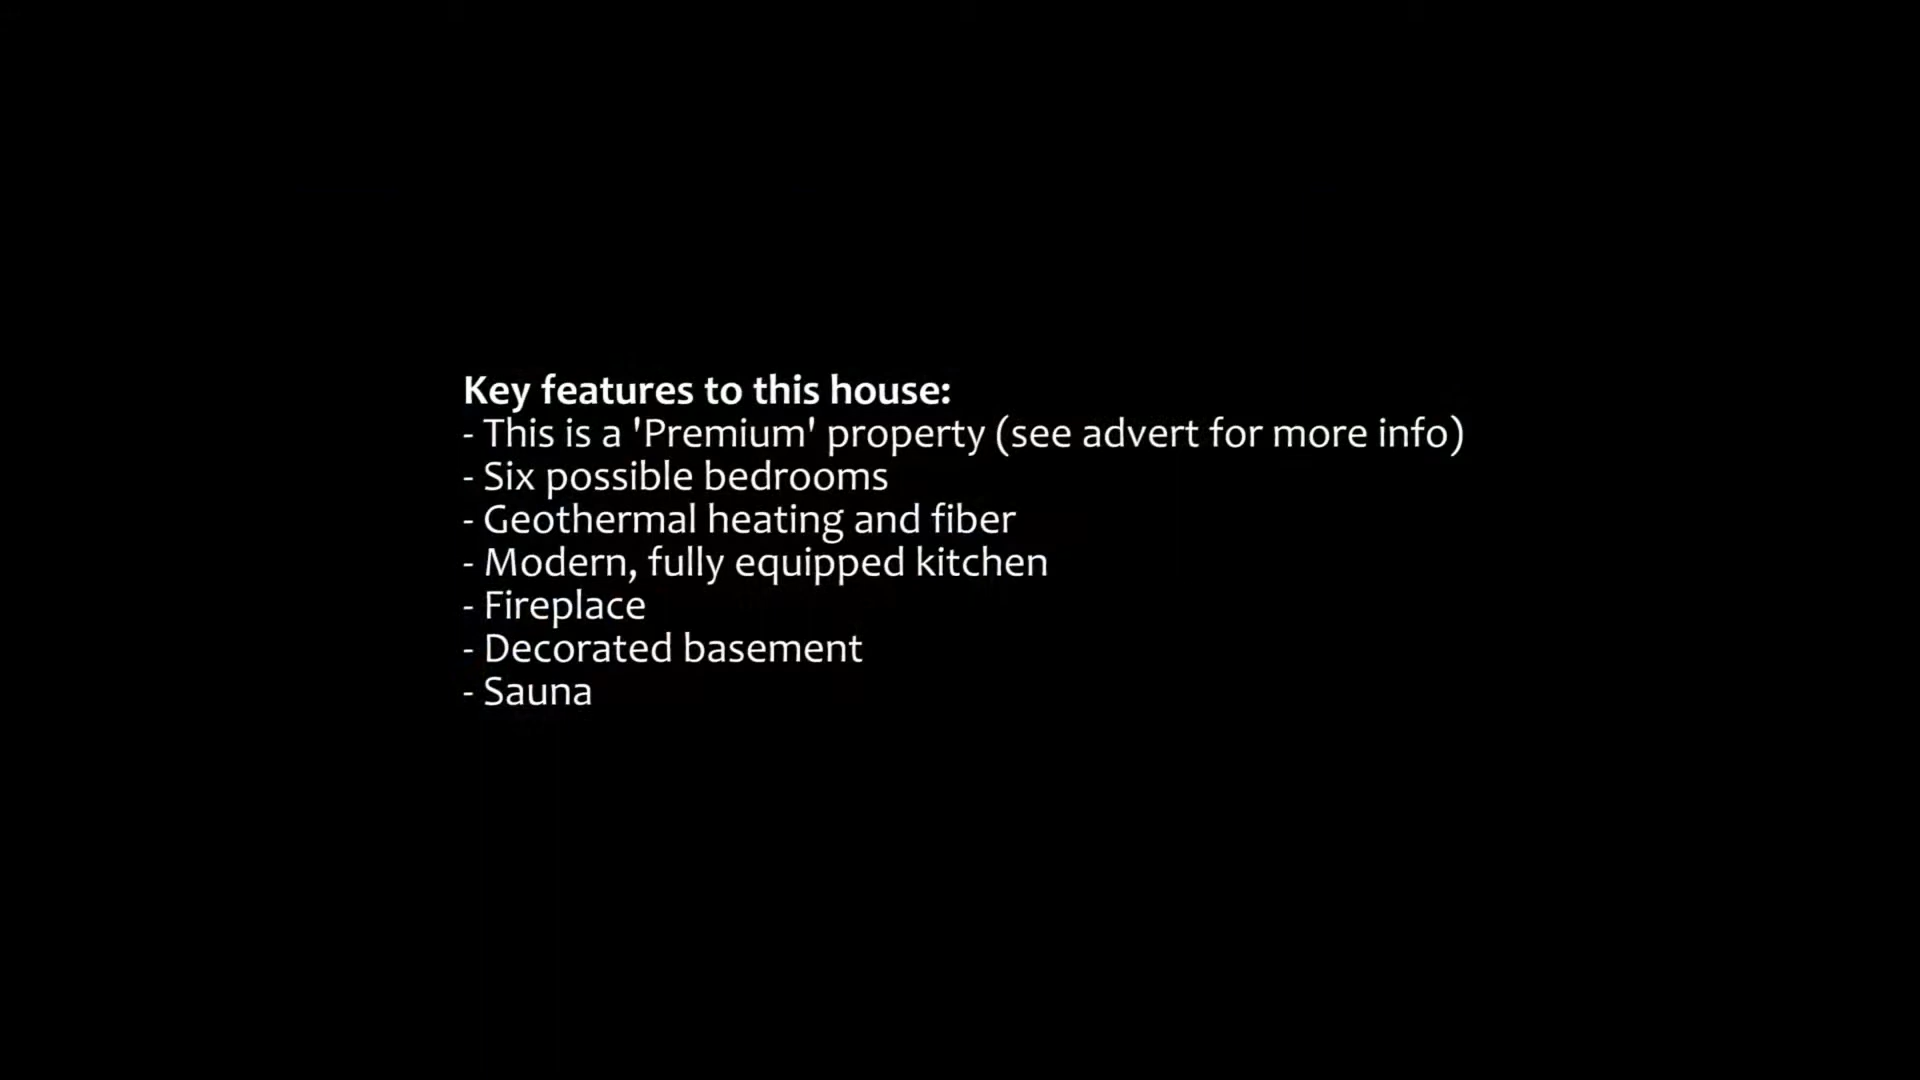 Key features to this house:
- This is a 'Premium' property (see advert for more info)
- Six possible bedrooms
- Geothermal heating and fiber
- Modern, fully equipped kitchen
- Fireplace
- Decorated basement
- Sauna